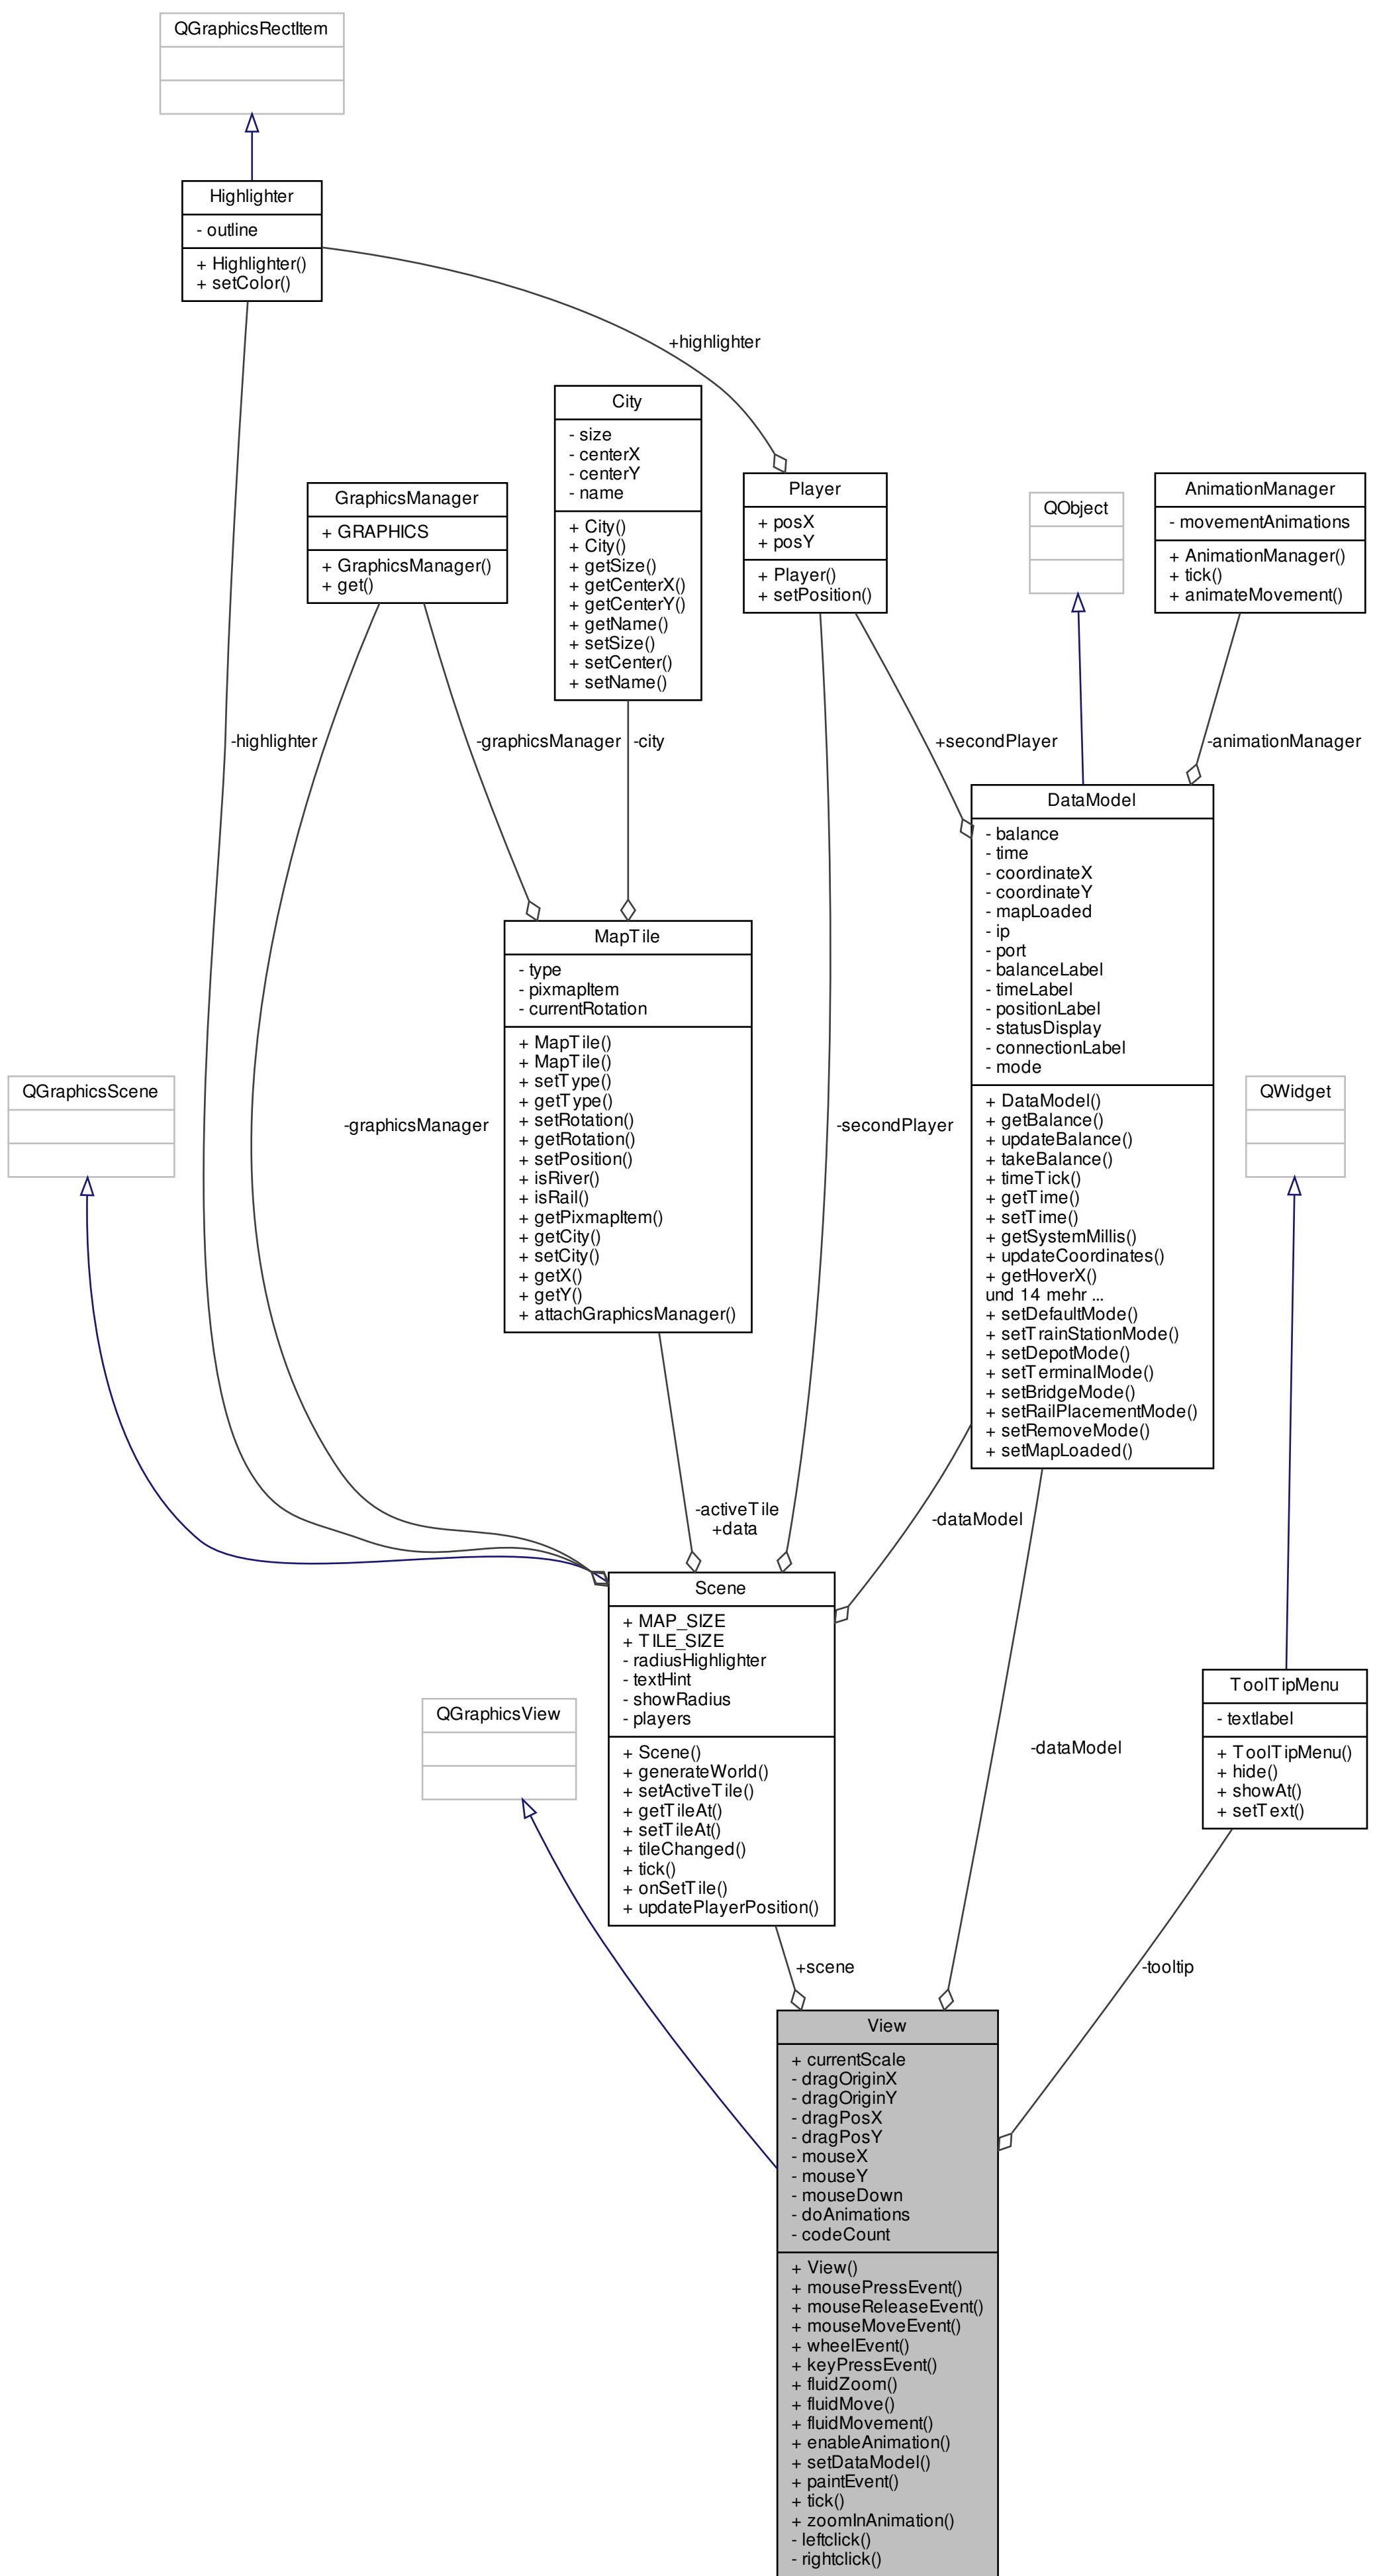 QGraphicsRectItem
Highlighter
- outline
+ Highlighter()
+ setColor()
+highlighter
City
- size
- centerX
- centerY
- name
+ City()
+ City()
+ getSize()
+ getCenterX()
+ getCenterY()
+ getName()
+ setSize()
+ setCenter()
+ setName()
GraphicsManager
+ GRAPHICS
+ GraphicsManager()
+ get()
Player
+ posX
+ posY
+ Player()
+ setPosition()
QObject
AnimationManager
- movementAnimations
+ AnimationManager()
+ tick()
+ animateMovement()
-highlighter
-graphicsManager
-city
+secondPlayer
-animationManager
DataModel
- balance
- time
- coordinateX
- coordinateY
- mapLoaded
- ip
- port
- balanceLabel
- timeLabel
- positionLabel
- statusDisplay
- connectionLabel
- mode
+ DataModel()
+ getBalance()
+ updateBalance()
+ takeBalance()
+ timeTick()
+ getTime()
+ setTime()
+ getSystemMillis()
+ updateCoordinates()
+ getHoverX()
und 14 mehr ...
+ setDefaultMode()
+ setTrainStationMode()
+ setDepotMode()
+ setTerminalMode()
+ setBridgeMode()
+ setRailPlacementMode()
+ setRemoveMode()
+ setMapLoaded()
MapTile
- type
- pixmapItem
- currentRotation
+ MapTile()
+ MapTile()
+ setType()
+ getType()
+ setRotation()
+ getRotation()
+ setPosition()
+ isRiver()
+ isRail()
+ getPixmapItem()
+ getCity()
+ setCity()
+ getX()
+ getY()
+ attachGraphicsManager()
QGraphicsScene
-graphicsManager
-secondPlayer
QWidget
-activeTile
+data
-dataModel
Scene
+ MAP_SIZE
+ TILE_SIZE
- radiusHighlighter
- textHint
- showRadius
- players
+ Scene()
+ generateWorld()
+ setActiveTile()
+ getTileAt()
+ setTileAt()
+ tileChanged()
+ tick()
+ onSetTile()
+ updatePlayerPosition()
QGraphicsView
-dataModel
ToolTipMenu
- textlabel
+ ToolTipMenu()
+ hide()
+ showAt()
+ setText()
+scene
-tooltip
View
+ currentScale
- dragOriginX
- dragOriginY
- dragPosX
- dragPosY
- mouseX
- mouseY
- mouseDown
- doAnimations
- codeCount
+ View()
+ mousePressEvent()
+ mouseReleaseEvent()
+ mouseMoveEvent()
+ wheelEvent()
+ keyPressEvent()
+ fluidZoom()
+ fluidMove()
+ fluidMovement()
+ enableAnimation()
+ setDataModel()
+ paintEvent()
+ tick()
+ zoomInAnimation()
- leftclick()
- rightclick()